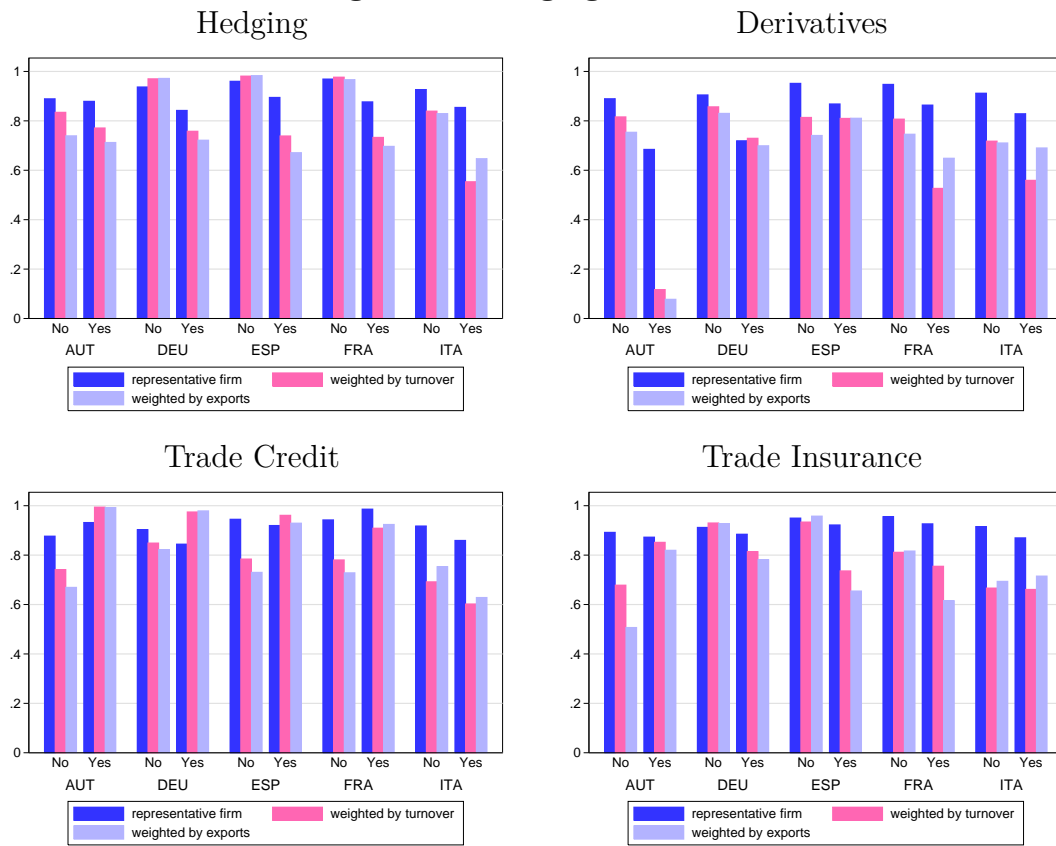 Hedging
1
.8
.6
.4
.2
0
No Yes No Yes No Yes No Yes No Yes
AUT DEU ESP FRA ITA
representative firm weighted by turnover
weighted by exports
Derivatives
1
.8
.6
.4
.2
0
No Yes No Yes No Yes No Yes No Yes
AUT DEU ESP FRA ITA
representative firm weighted by turnover
weighted by exports
Trade Credit
1
.8
.6
.4
.2
0
No Yes No Yes No Yes No Yes No Yes
AUT DEU ESP FRA ITA
representative firm weighted by turnover
weighted by exports
Trade Insurance
1
.8
.6
.4
.2
0
No Yes No Yes No Yes No Yes No Yes
AUT DEU ESP FRA ITA
representative firm weighted by turnover
weighted by exports